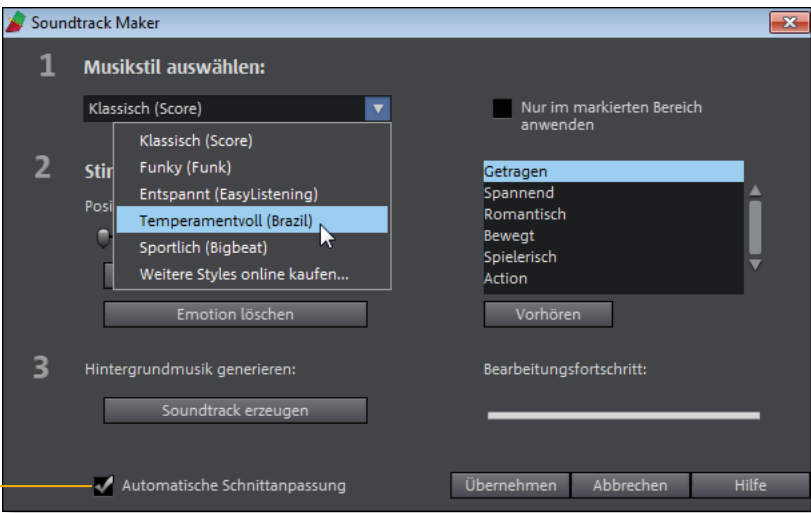 Soundtrack Maker
1 Musikstil auswählen:
Klassisch (Score)
Nur im markierten Bereich
anwenden
Klassisch (Score)
Funky (Funk)
Entspannt (EasyListening)
Temperamentvoll (Brazil)
Sportlich (Bigbeat)
Weitere Styles online kaufen...
2
Getragen
Spannend
Romantisch
Bewegt
Spielerisch
Action
Emotion löschen
Vorhören
3 Hintergrundmusik generieren:
Bearbeitungsfortschritt:
Soundtrack erzeugen
Automatische Schnittanpassung
Übernehmen
Abbrechen
Hilfe